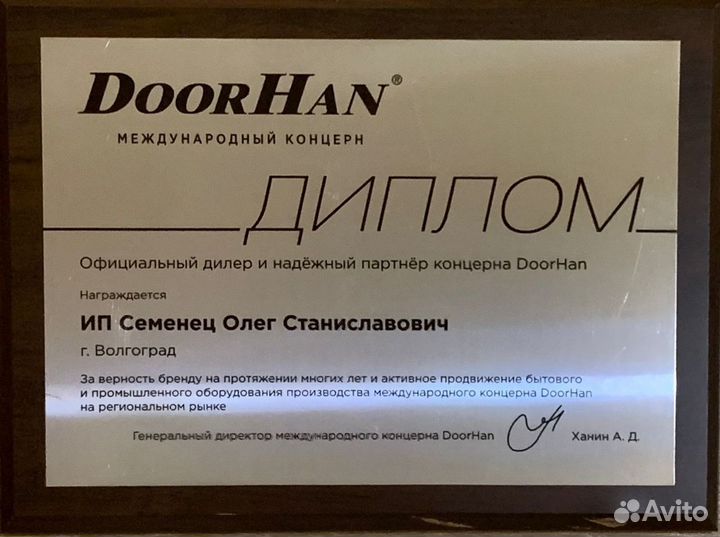 DOORHAN®
МЕЖДУНАРОДНЫЙ КОНЦЕРН
ДИПЛОМ
Официальный дилер и надёжный партнёр концерна DoorHan
Награждается
ИП Семенец Олег Станиславович
г. Волгоград
За верность бренду на протяжении многих лет и активное продвижение бытового
и промышленного оборудования производства международного концерна DoorHan
на региональном рынке
Генеральный директор международного концерна DoorHan Ханин А. Д.
Avito